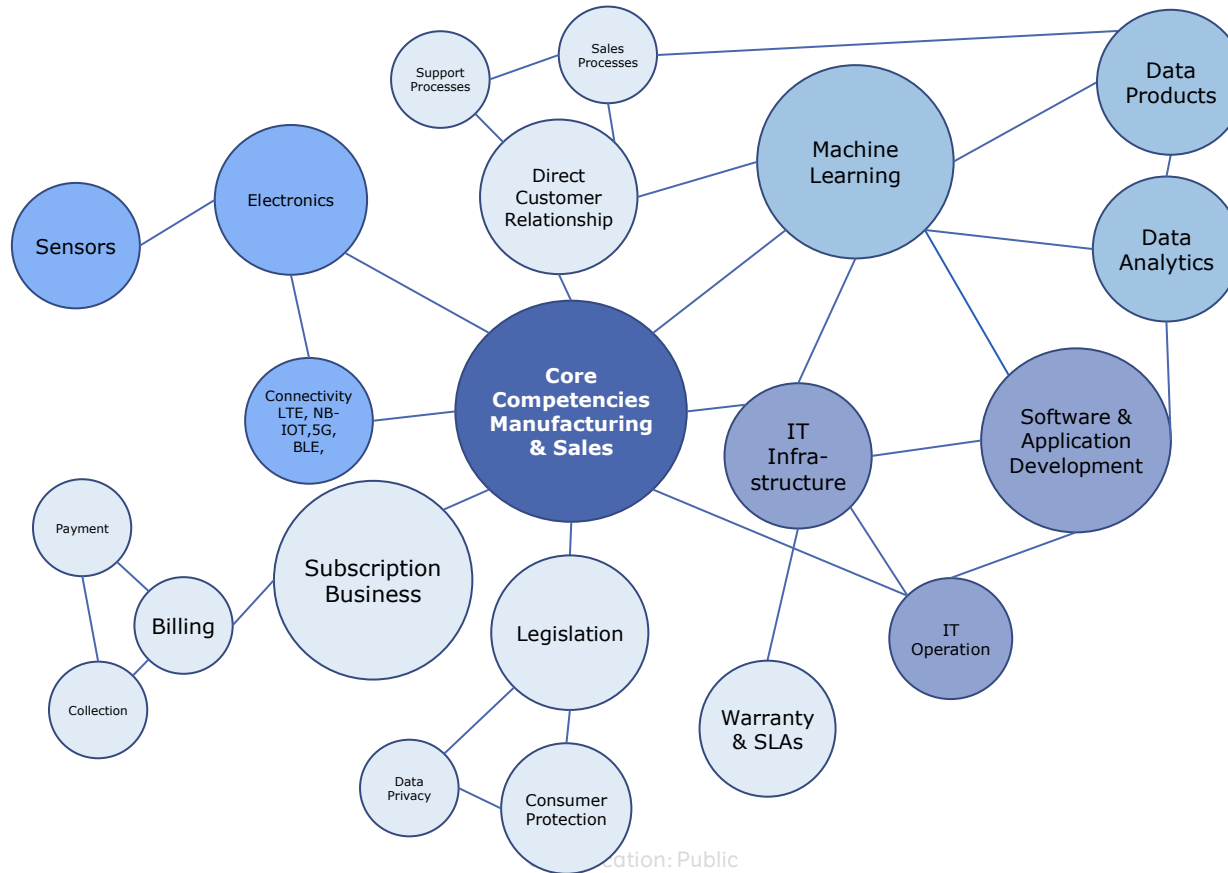 Support
Processes
Sales
Processes
Data
Products
Machine
Learning
Direct
Customer
Relationship
Electronics
Sensors
Data
Analytics
Core
Competencies
Manufacturing
& Sales
Connectivity
LTE, NB-
IOT,5G,
BLE,
IT
Infra-
structure
Software &
Application
Development
Payment
Subscription
Business
Billing
Legislation
IT
Operation
Collection
Warranty
& SLAs
Data
Privacy
Consumer
Protection
: Public